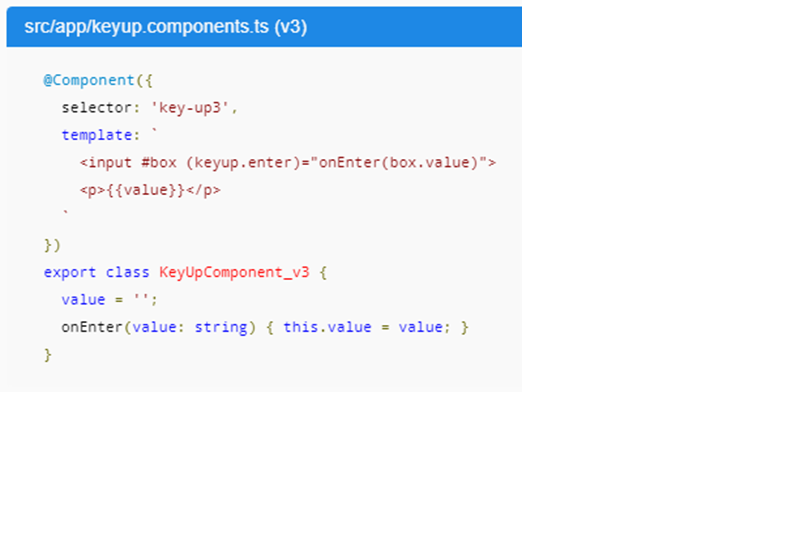 src/app/keyup.components.ts (v3)
@Component({
  selector: 'key-up3',
  template: `
    <input #box (keyup.enter)="onEnter(box.value)">
    <p>{{value}}</p>
  `
})
export class KeyUpComponent_v3 {
  value = '';
  onEnter(value: string) { this.value = value; }
}